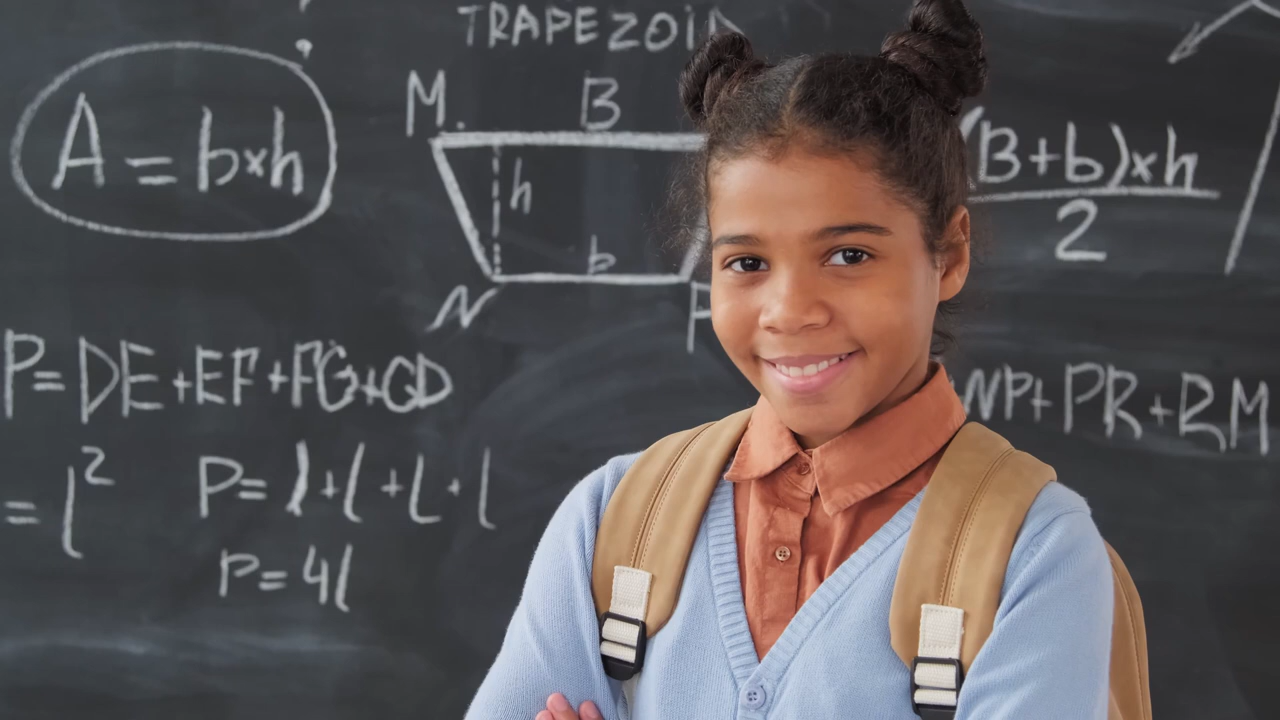 TRAPEZOID
M. B
A = b×h
h
(B+b)×h
2
b
N
P
P=DE+EF+FG+GD
NP+PR+RM
=l²
P=l+l+l+l
P=4l